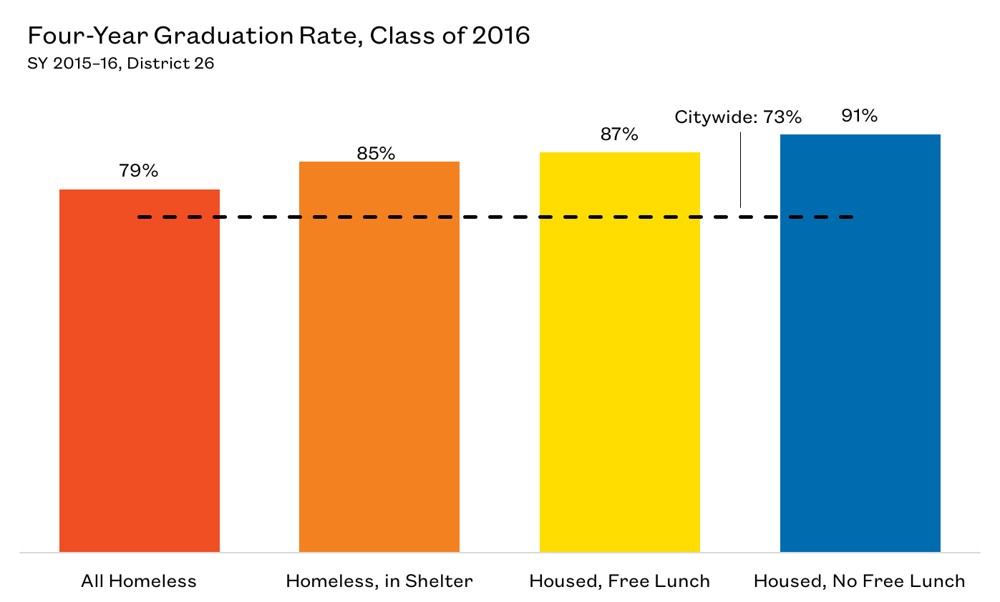 Four-Year Graduation Rate, Class of 2016
SY 2015–16, District 26
79%
85%
87%
Citywide: 73%
91%
All Homeless
Homeless, in Shelter
Housed, Free Lunch
Housed, No Free Lunch